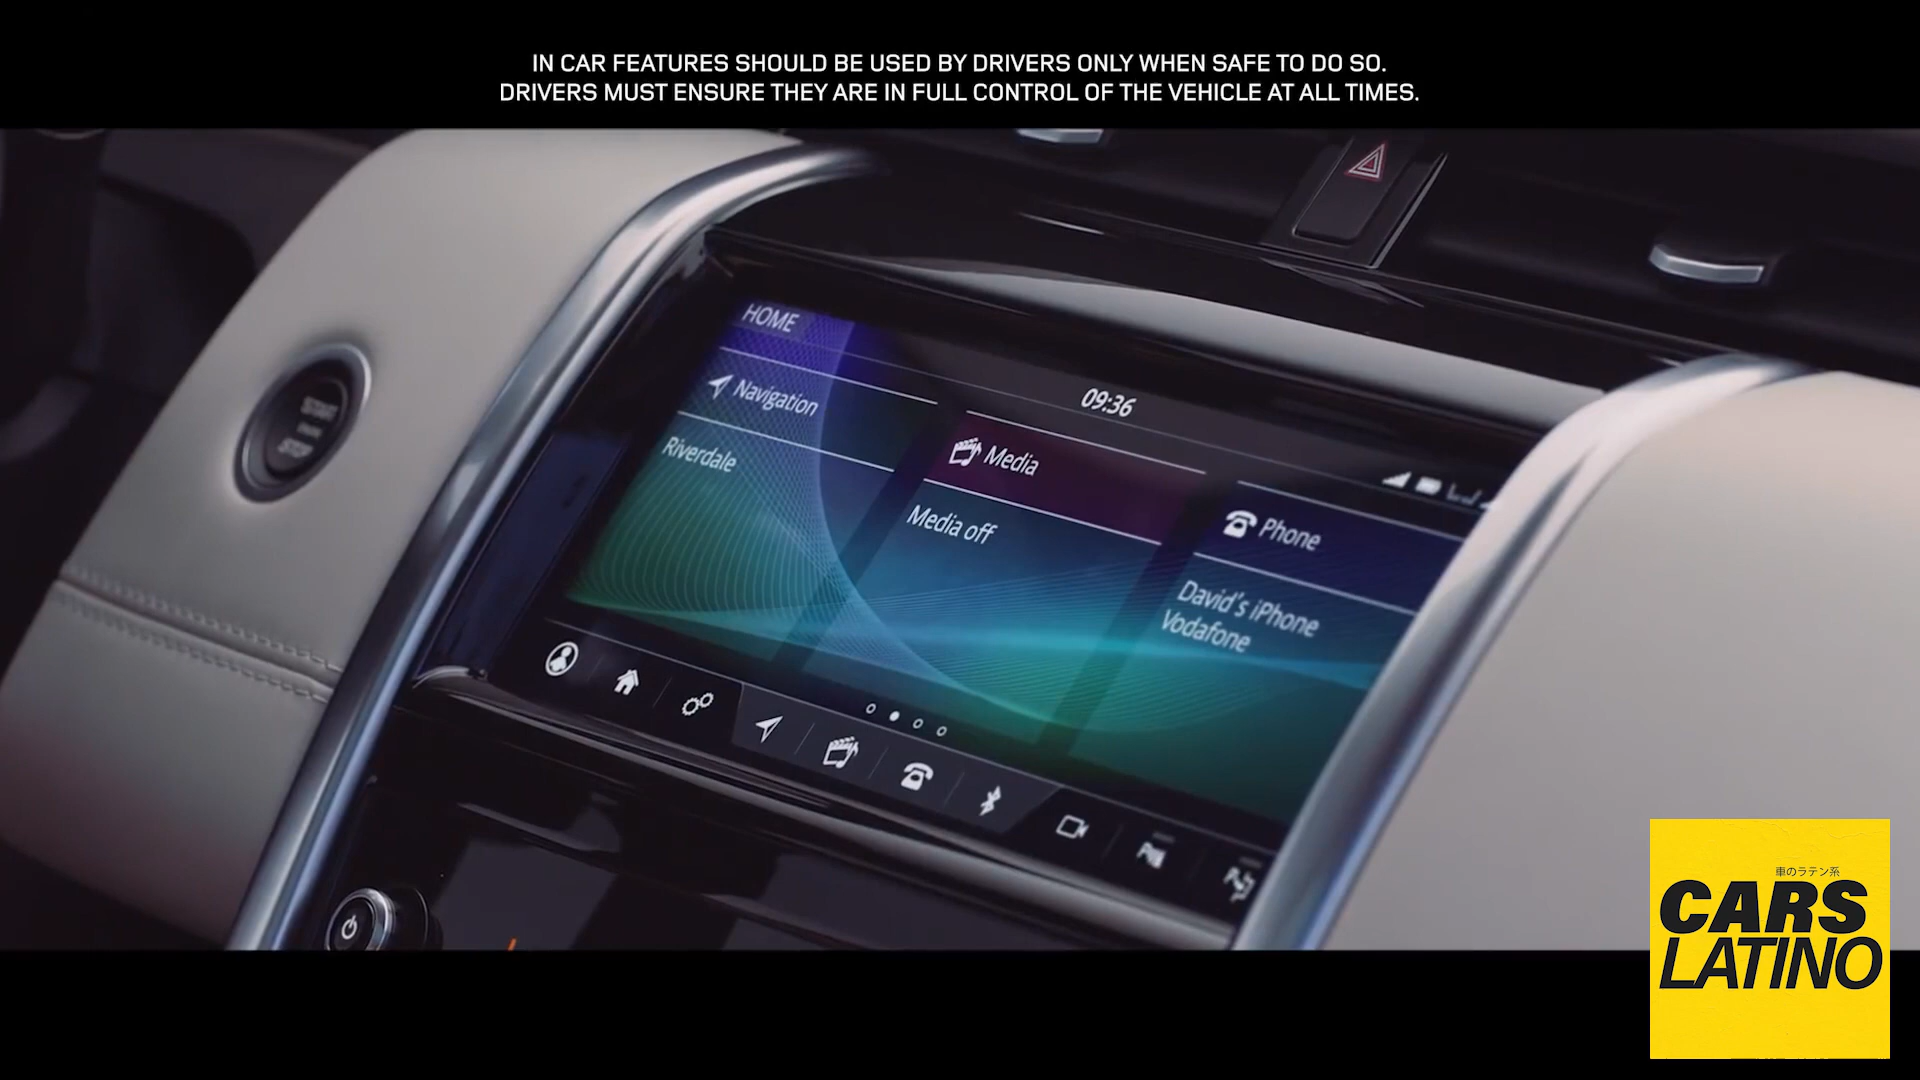 IN CAR FEATURES SHOULD BE USED BY DRIVERS ONLY WHEN SAFE TO DO SO.
DRIVERS MUST ENSURE THEY ARE IN FULL CONTROL OF THE VEHICLE AT ALL TIMES.
HOME
09:36
Navigation
Riverdale
Media
Media off
Phone
David's iPhone
Vodafone
車のラテン系
CARS
LATINO